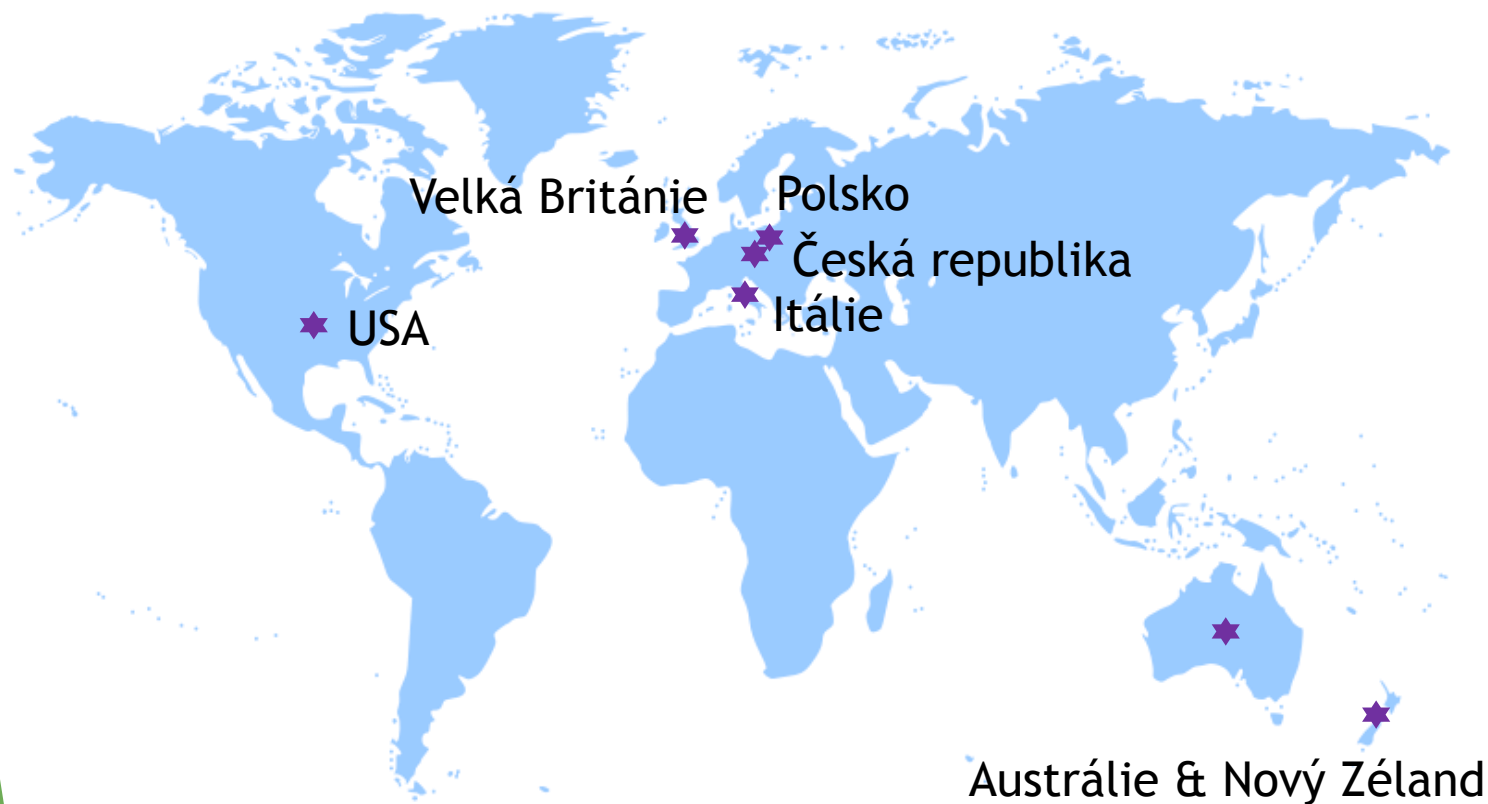 Velká Británie
Polsko
Česká republika
Itálie
USA
Austrálie & Nový Zéland